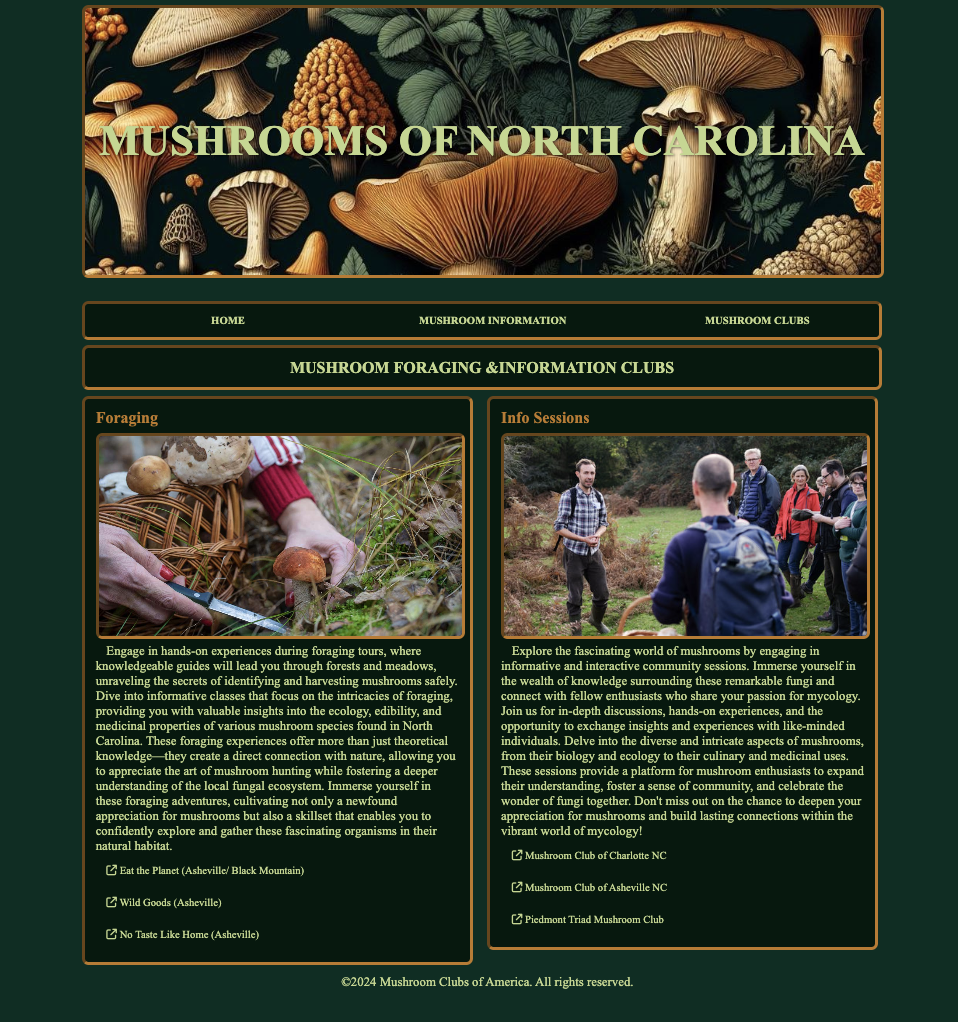 MUSHROOMS OF NORTH CAROLINA
HOME
MUSHROOM INFORMATION
MUSHROOM CLUBS
MUSHROOM FORAGING &INFORMATION CLUBS
Foraging
Engage in hands-on experiences during foraging tours, where
knowledgeable guides will lead you through forests and meadows,
unraveling the secrets of identifying and harvesting mushrooms safely.
Dive into informative classes that focus on the intricacies of foraging,
providing you with valuable insights into the ecology, edibility, and
medicinal properties of various mushroom species found in North
Carolina. These foraging experiences offer more than just theoretical
knowledge—they create a direct connection with nature, allowing you
to appreciate the art of mushroom hunting while fostering a deeper
understanding of the local fungal ecosystem. Immerse yourself in
these foraging adventures, cultivating not only a newfound
appreciation for mushrooms but also a skillset that enables you to
confidently explore and gather these fascinating organisms in their
natural habitat.
Eat the Planet (Asheville/ Black Mountain)
Wild Goods (Asheville)
No Taste Like Home (Asheville)
Info Sessions
Explore the fascinating world of mushrooms by engaging in
informative and interactive community sessions. Immerse yourself in
the wealth of knowledge surrounding these remarkable fungi and
connect with fellow enthusiasts who share your passion for mycology.
Join us for in-depth discussions, hands-on experiences, and the
opportunity to exchange insights and experiences with like-minded
individuals. Delve into the diverse and intricate aspects of mushrooms,
from their biology and ecology to their culinary and medicinal uses.
These sessions provide a platform for mushroom enthusiasts to expand
their understanding, foster a sense of community, and celebrate the
wonder of fungi together. Don't miss out on the chance to deepen your
appreciation for mushrooms and build lasting connections within the
vibrant world of mycology!
Mushroom Club of Charlotte NC
Mushroom Club of Asheville NC
Piedmont Triad Mushroom Club
©2024 Mushroom Clubs of America. All rights reserved.